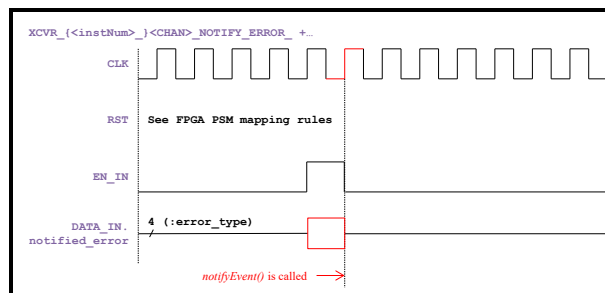 XCVR_{<instNum>_}<CHAN>_NOTIFY_ERROR_ +…
CLK
RST See FPGA PSM mapping rules
EN_IN
4 (:error_type)
DATA_IN.
notified_error
notifyEvent() is called